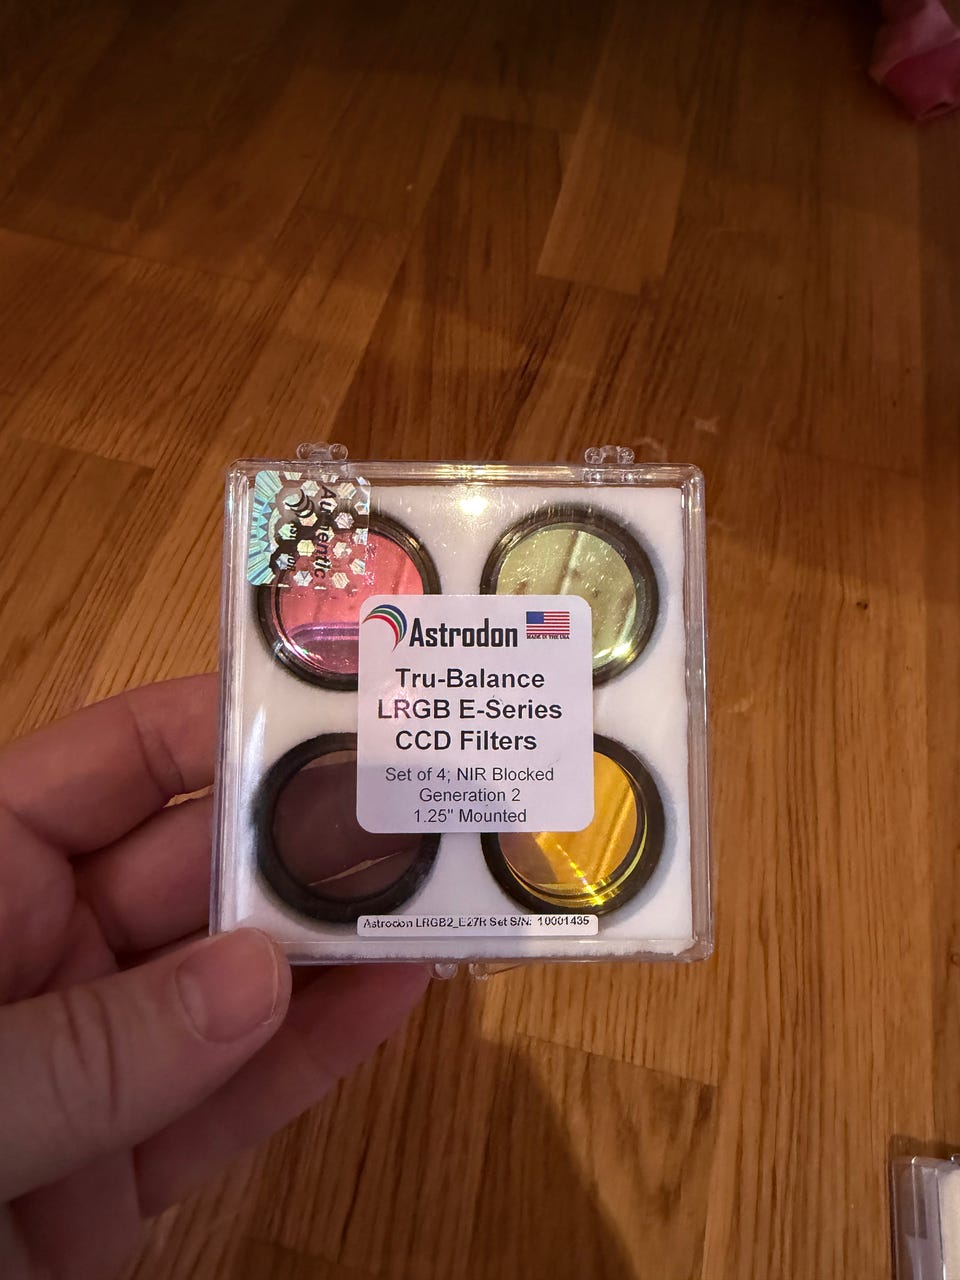 Authentic
Astrodon
MADE IN THE USA
Tru-Balance
LRGB E-Series
CCD Filters
Set of 4; NIR Blocked
Generation 2
1.25" Mounted
Astrodon LRGB2_E27R Set S/N: 10001435